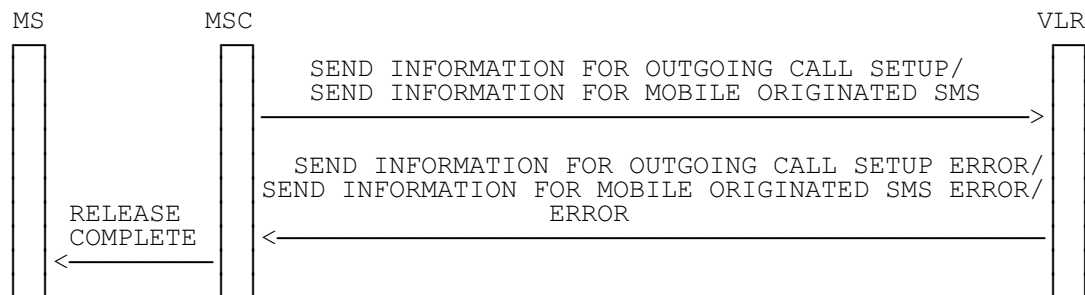 MS MSC VLR
SEND INFORMATION FOR OUTGOING CALL SETUP/
SEND INFORMATION FOR MOBILE ORIGINATED SMS
SEND INFORMATION FOR OUTGOING CALL SETUP ERROR/
SEND INFORMATION FOR MOBILE ORIGINATED SMS ERROR/
ERROR
RELEASE
COMPLETE